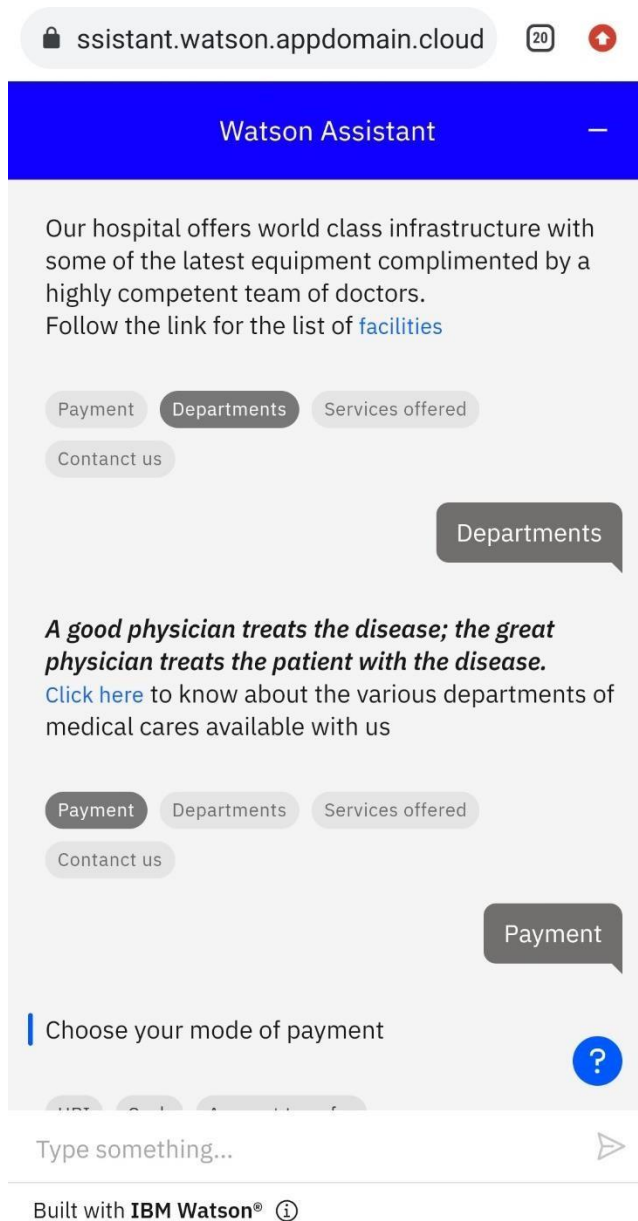 ssistant.watson.appdomain.cloud 20
Watson Assistant
Our hospital offers world class infrastructure with
some of the latest equipment complimented by a
highly competent team of doctors.
Follow the link for the list of facilities
Payment Departments Services offered
Contanct us
Departments
A good physician treats the disease; the great
physician treats the patient with the disease.
Click here to know about the various departments of
medical cares available with us
Payment Departments Services offered
Contanct us
Payment
Choose your mode of payment
?
Type something...
Built with IBM Watson®